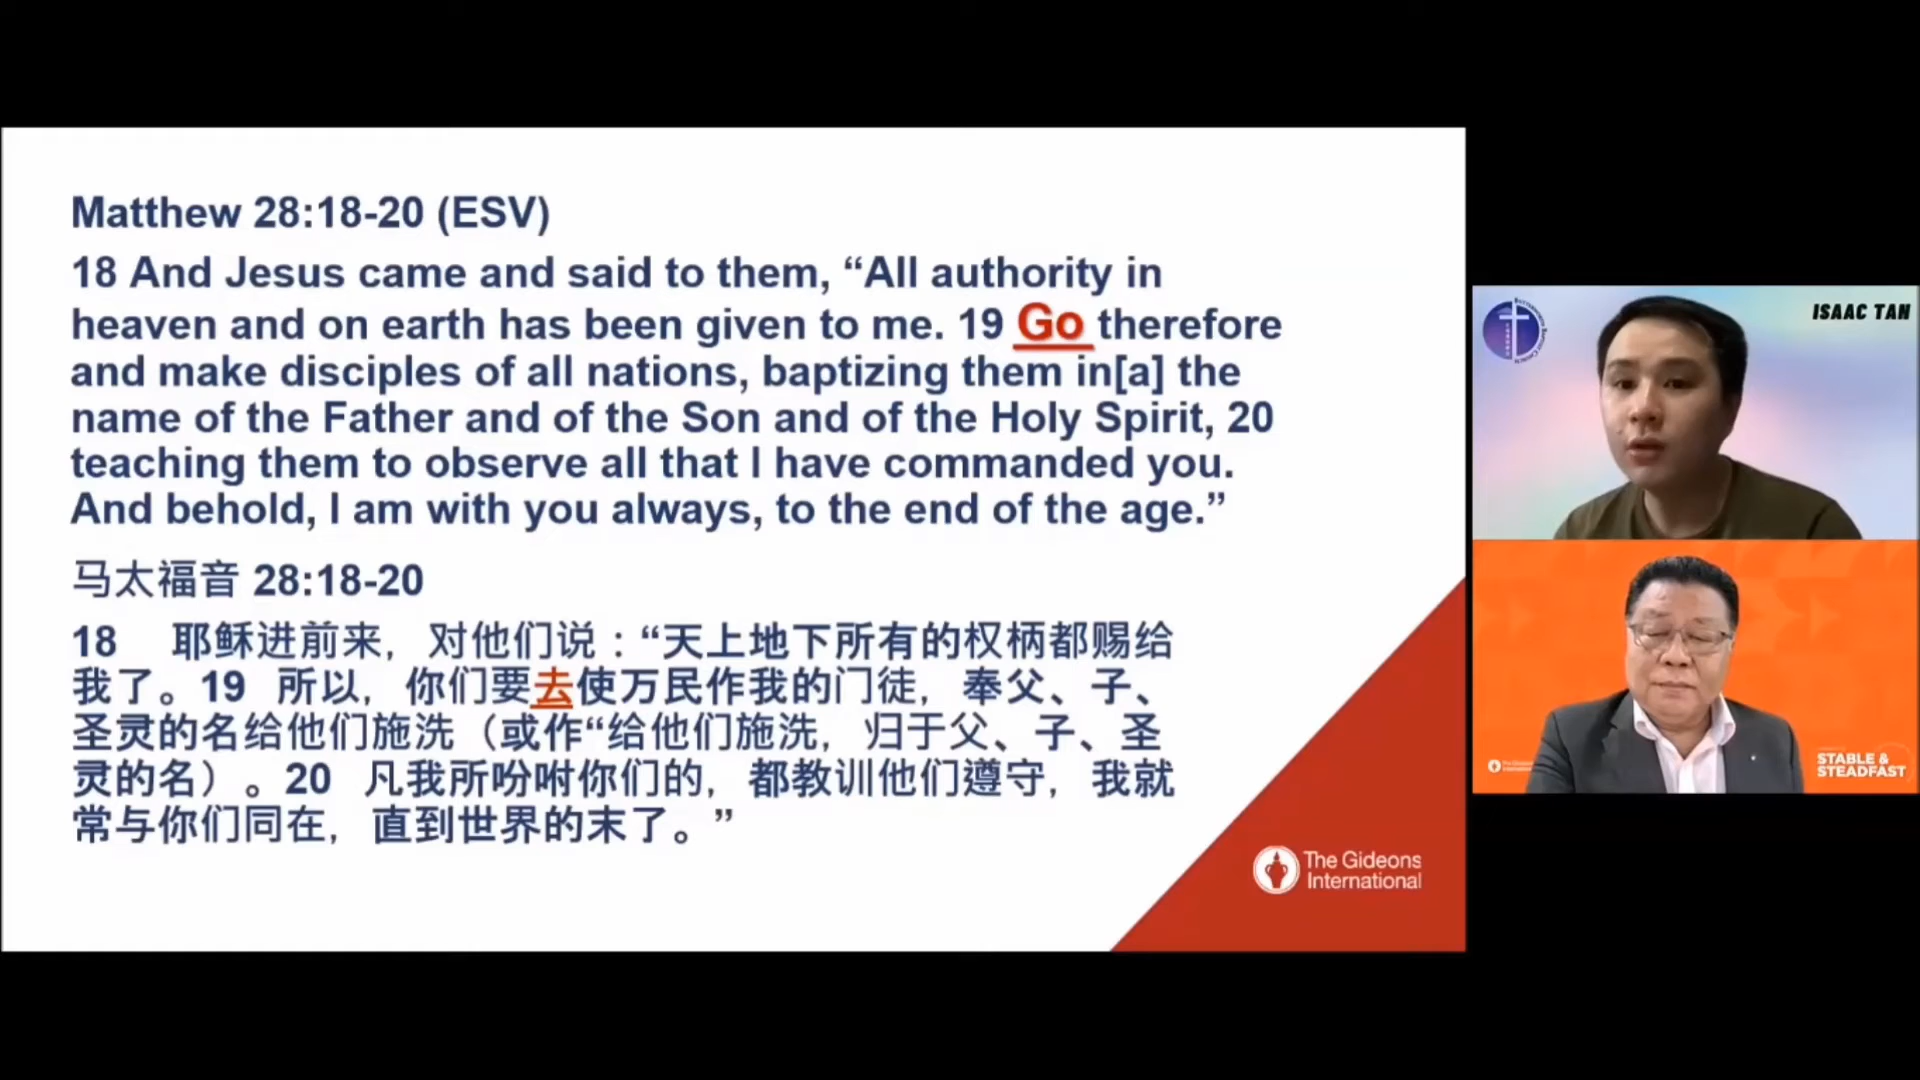 Matthew 28:18-20 (ESV)
18 And Jesus came and said to them, “All authority in
heaven and on earth has been given to me. 19 Go therefore
and make disciples of all nations, baptizing them in[a] the
name of the Father and of the Son and of the Holy Spirit, 20
teaching them to observe all that I have commanded you.
And behold, I am with you always, to the end of the age.”
马太福音 28:18-20
18 耶稣进前来，对他们说：“天上地下所有的权柄都赐给
我了。19 所以，你们要去使万民作我的门徒，奉父、子、
圣灵的名给他们施洗（或作“给他们施洗，归于父、子、圣
灵的名）。20 凡我所吩咐你们的，都教训他们遵守，我就
常与你们同在，直到世界的末了。”
The Gideons
International
ISAAC TAN
The Gideons
STABLE &
STEADFAST